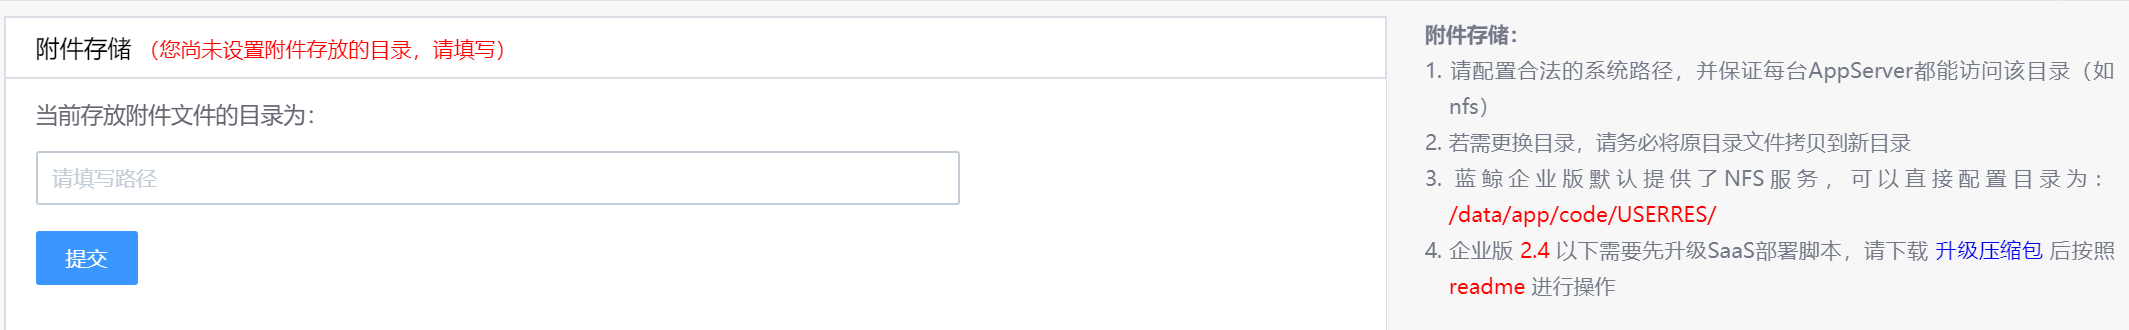 附件存储（您尚未设置附件存放的目录，请填写）
当前存放附件文件的目录为：
请填写路径
提交
附件存储：
1. 请配置合法的系统路径，并保证每台AppServer都能访问该目录（如
nfs）
2. 若需更换目录，请务必将原目录文件拷贝到新目录
3. 蓝鲸企业版默认提供了NFS服务，可以直接配置目录为：
/data/app/code/USERRES/
4. 企业版 2.4 以下需要先升级SaaS部署脚本，请下载 升级压缩包 后按照
readme 进行操作